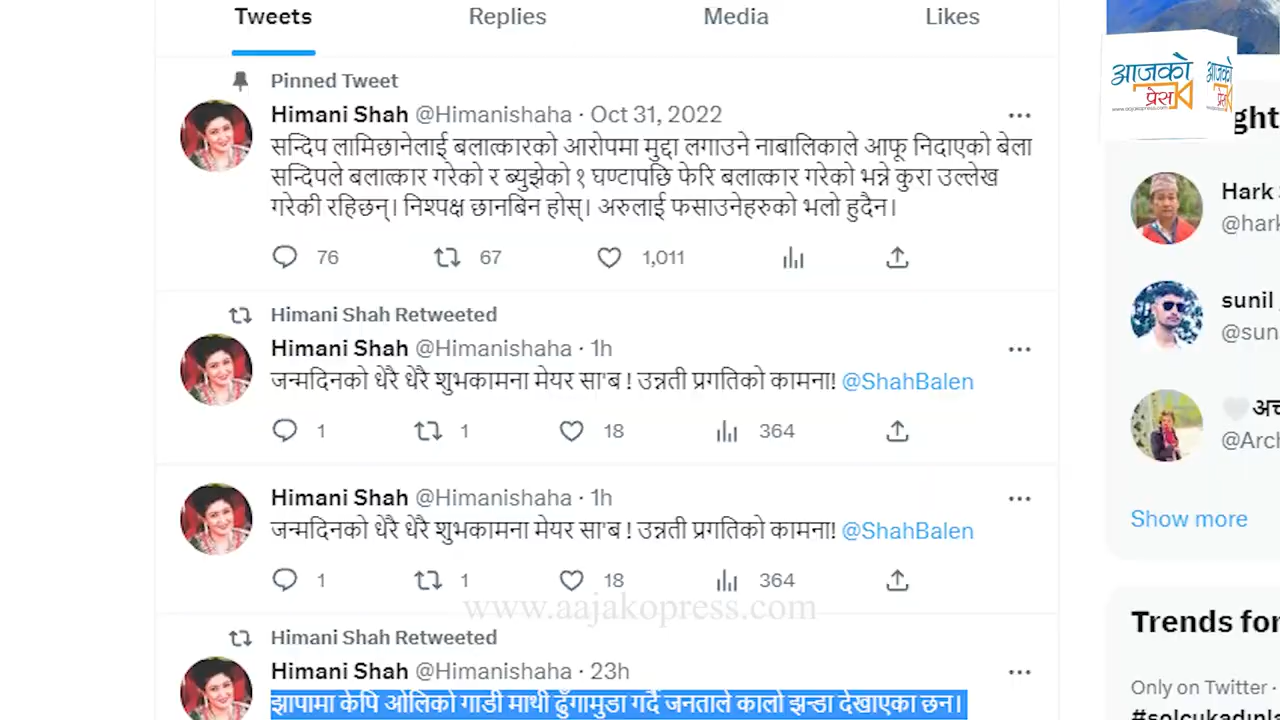 Tweets Replies Media Likes
Pinned Tweet
Himani Shah @Himanishaha · Oct 31, 2022
सन्दिप लामिछानेलाई बलात्कारको आरोपमा मुद्दा लगाउने नाबालिकाले आफू निदाएको बेला
सन्दिपले बलात्कार गरेको र ब्युझेको १ घण्टापछि फेरि बलात्कार गरेको भन्ने कुरा उल्लेख
गरेकी रहिछन्। निश्पक्ष छानबिन होस्। अरुलाई फसाउनेहरुको भलो हुदैन।
76 67 1,011
Himani Shah Retweeted
Himani Shah @Himanishaha · 1h
जन्मदिनको धेरै धेरै शुभकामना मेयर सा'ब ! उन्नती प्रगतिको कामना! @ShahBalen
1 1 18 364
Himani Shah @Himanishaha · 1h
जन्मदिनको धेरै धेरै शुभकामना मेयर सा'ब ! उन्नती प्रगतिको कामना! @ShahBalen
1 1 18 364
www.aajakopress.com
Himani Shah Retweeted
Himani Shah @Himanishaha · 23h
झापामा केपि ओलिको गाडी माथी ढुँगामुडा गर्दै जनताले कालो झन्डा देखाएका छन।
आजको
प्रेस
www.aajakopress.com
आजको
प्रेस
Hark
@hark
sunil
@sun
@Arch
Show more
Trends for
Only on Twitter ·